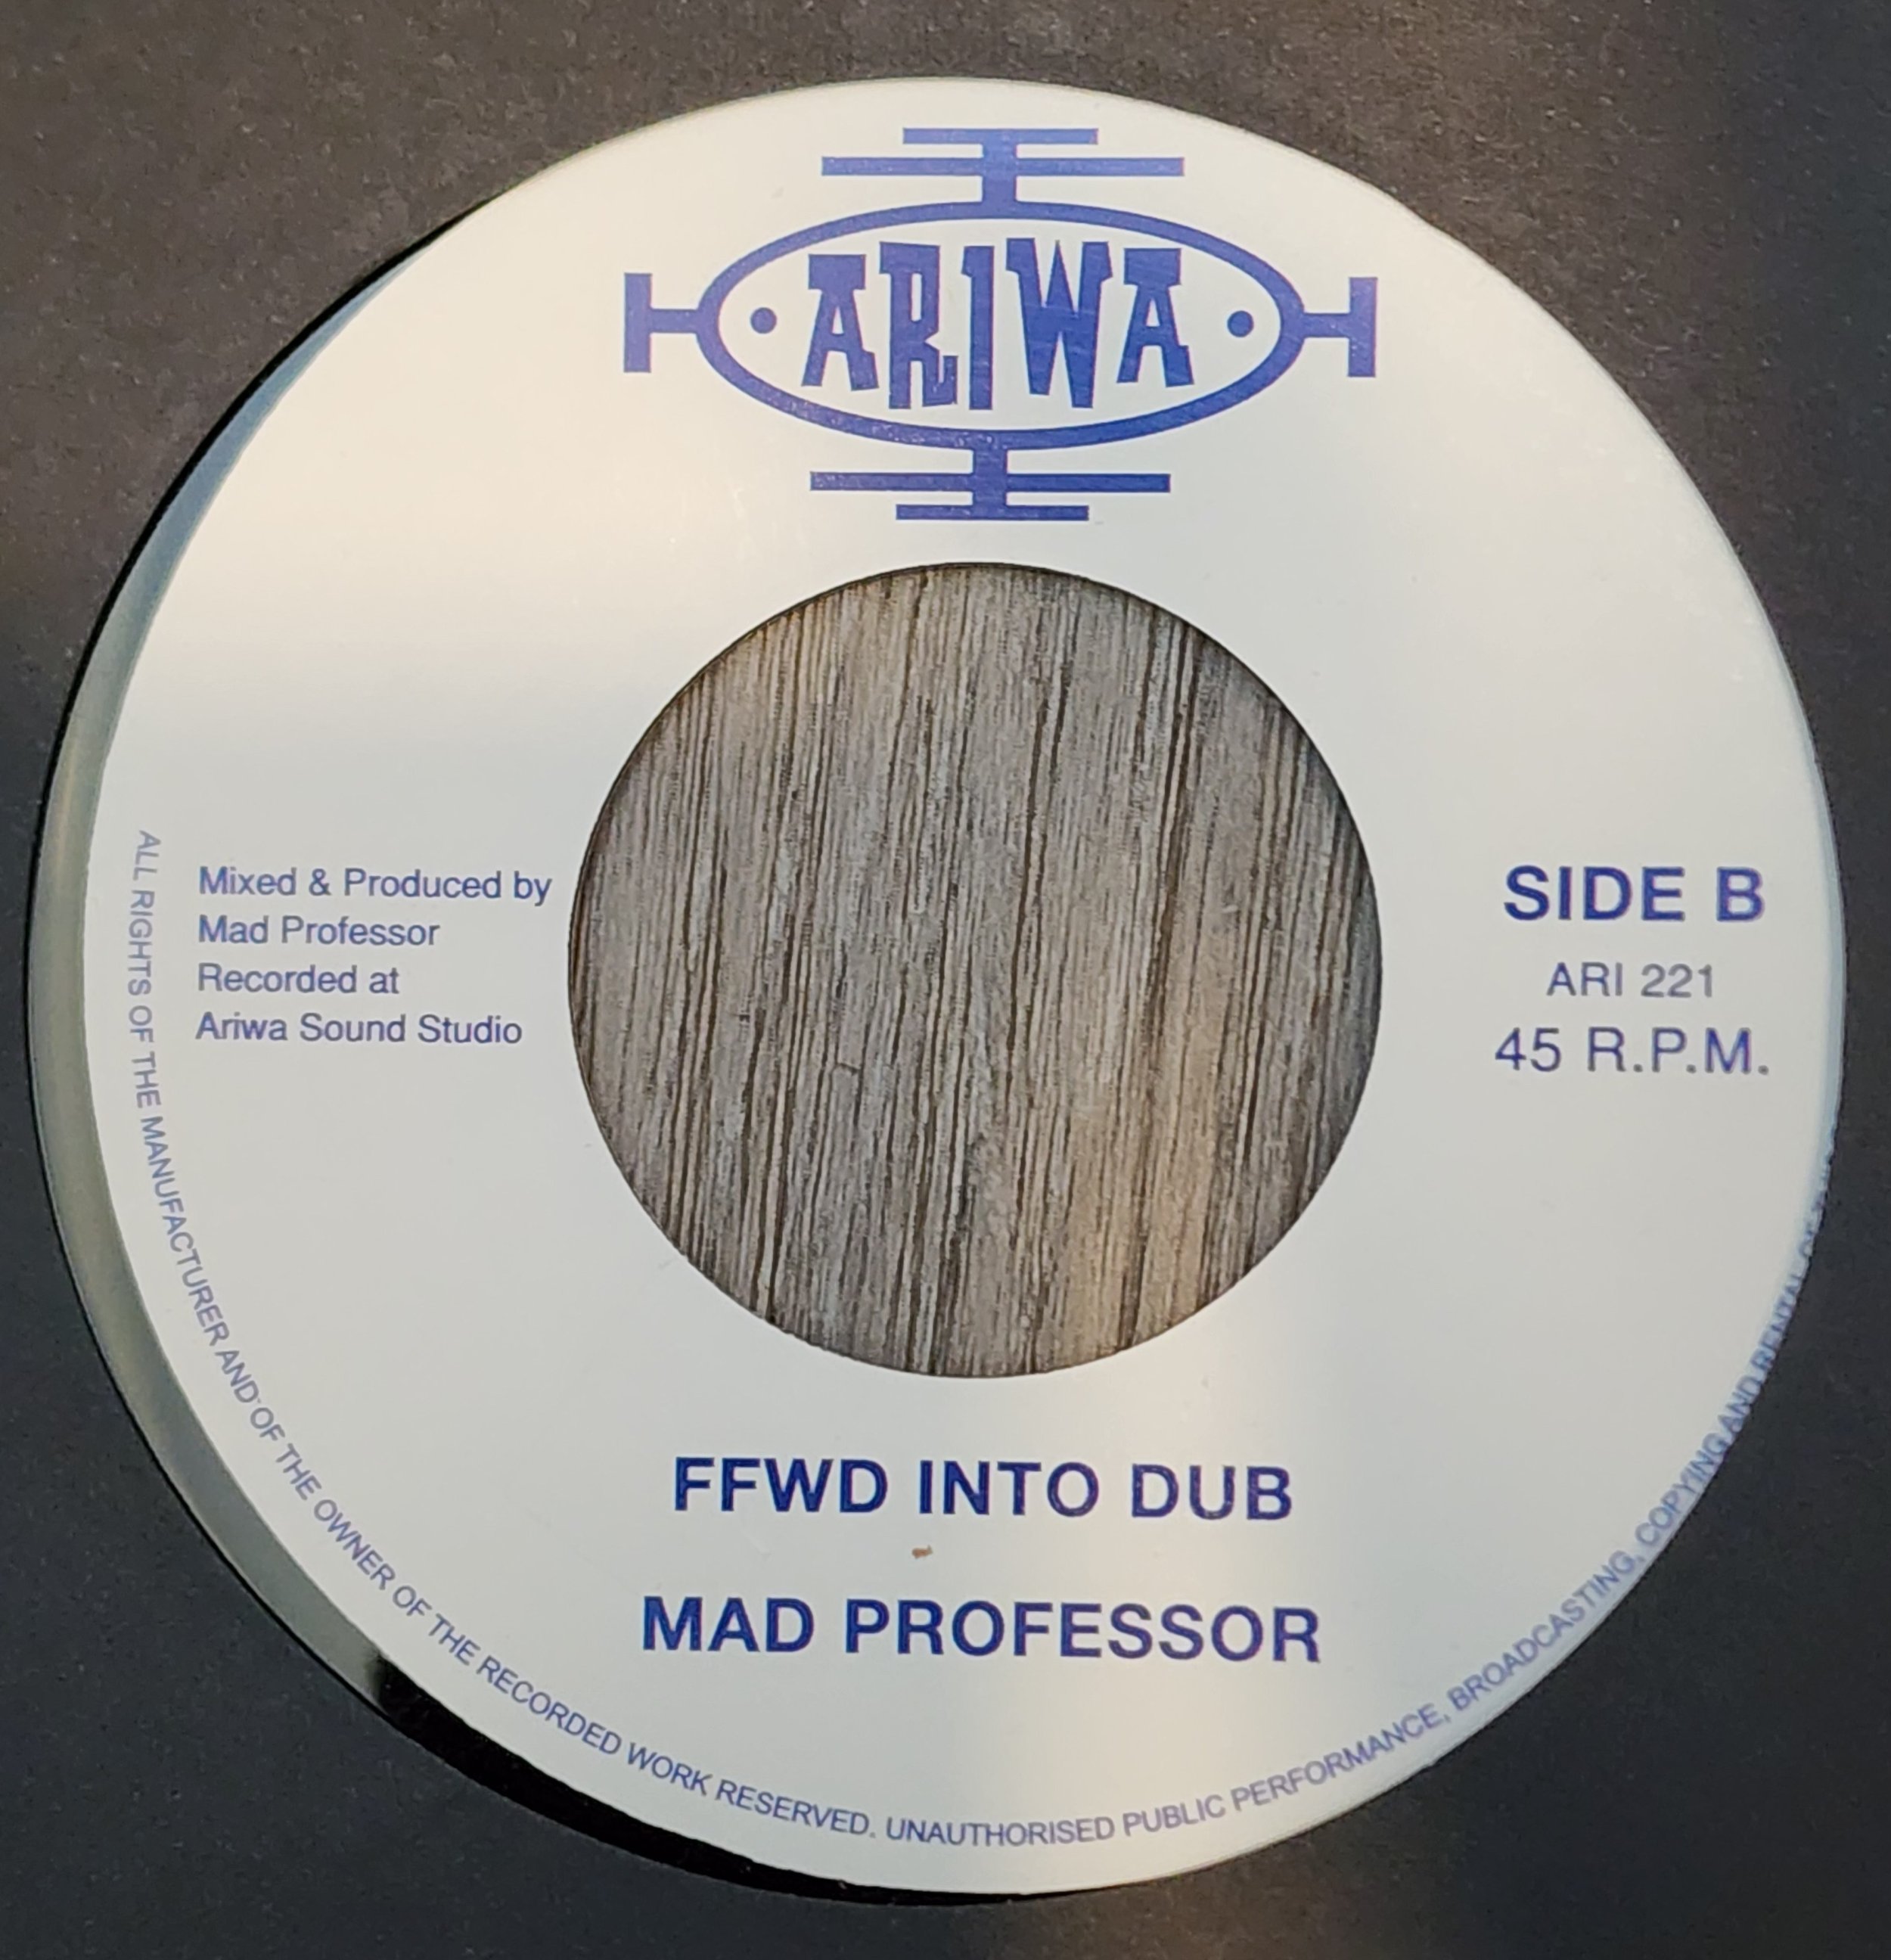 ARIWA
Mixed & Produced by
Mad Professor
Recorded at
Ariwa Sound Studio
SIDE B
ARI 221
45 R.P.M.
FFWD INTO DUB
MAD PROFESSOR
ALL RIGHTS OF THE MANUFACTURER AND OF THE OWNER OF THE RECORDED WORK RESERVED. UNAUTHORISED PUBLIC PERFORMANCE, BROADCASTING, COPYING AND RENTAL OF